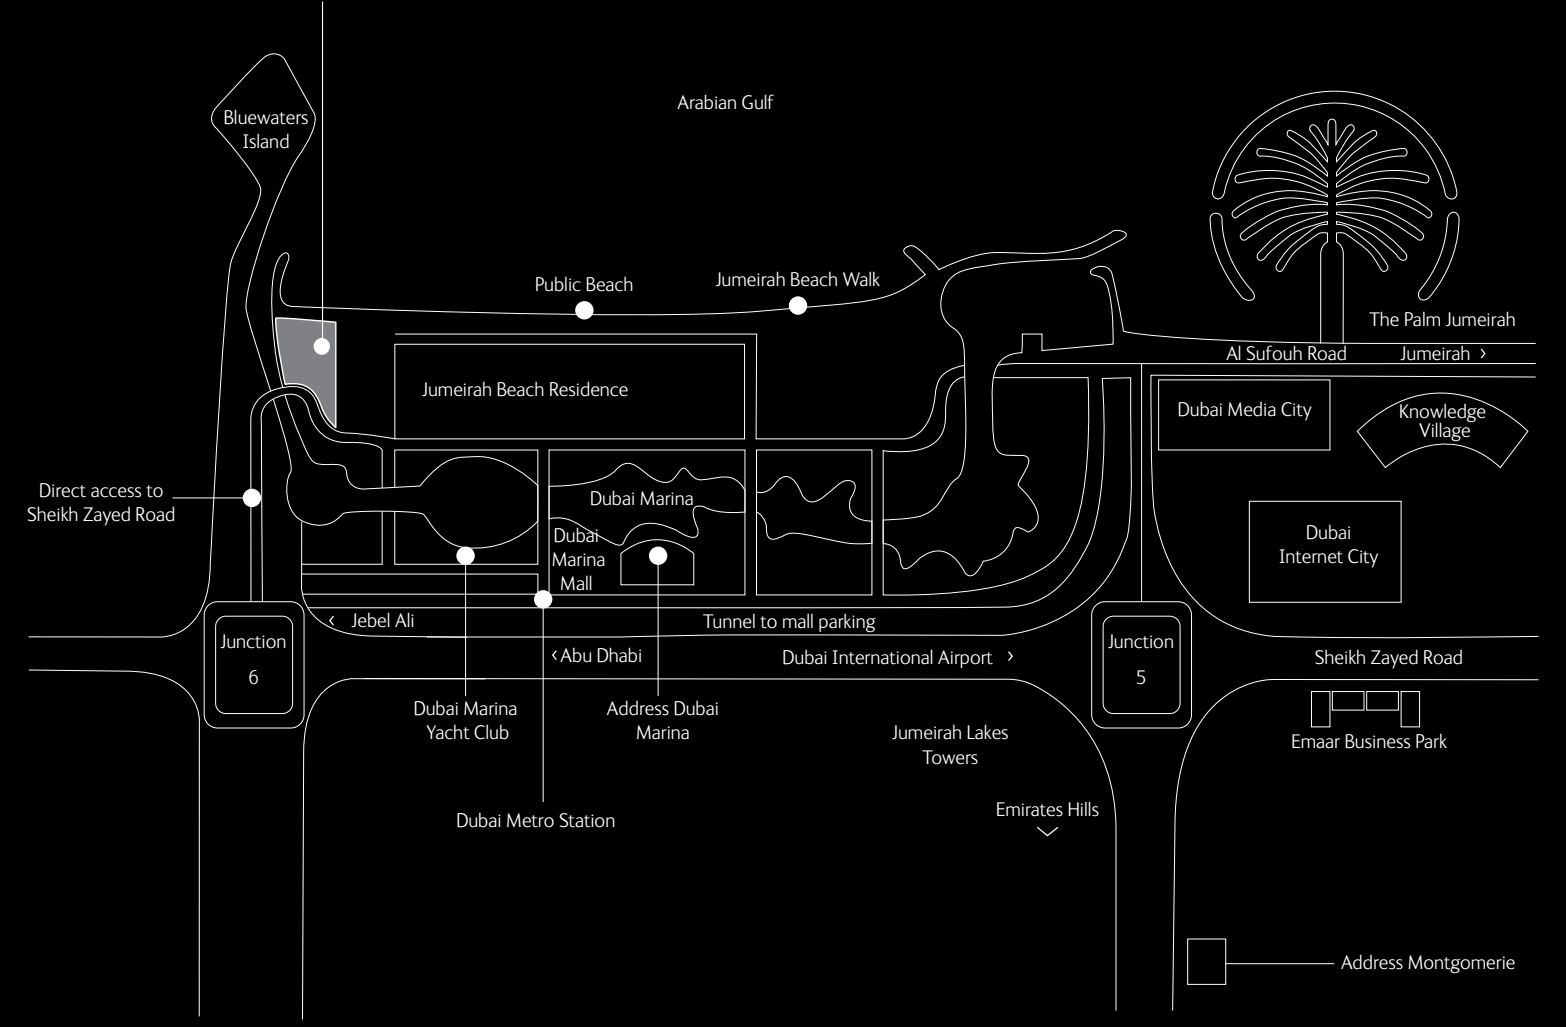 Arabian Gulf
Bluewaters
Island
Public Beach
Jumeirah Beach Walk
The Palm Jumeirah
Al Sufouh Road
Jumeirah >
Jumeirah Beach Residence
Dubai Media City
Knowledge
Village
Direct access to
Sheikh Zayed Road
Dubai Marina
Dubai
Marina
Mall
Dubai
Internet City
< Jebel Ali
Tunnel to mall parking
Junction
6
<Abu Dhabi
Dubai International Airport >
Junction
5
Sheikh Zayed Road
Dubai Marina
Yacht Club
Address Dubai
Marina
Jumeirah Lakes
Towers
Emaar Business Park
Dubai Metro Station
Emirates Hills
Address Montgomerie